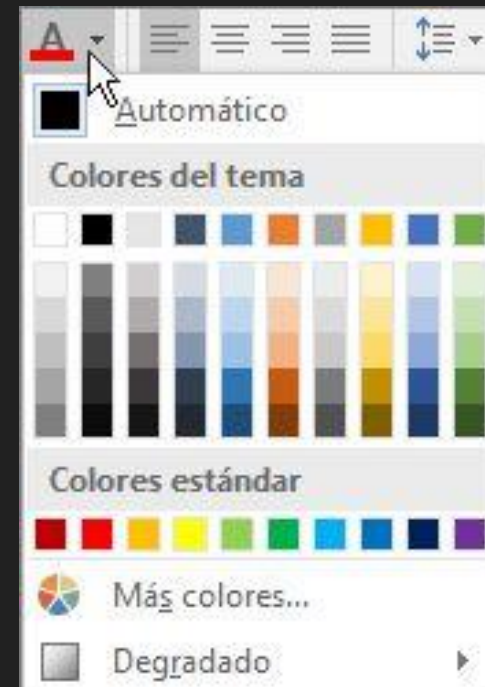 A
Automático
Colores del tema
Colores estándar
Más colores...
Degradado